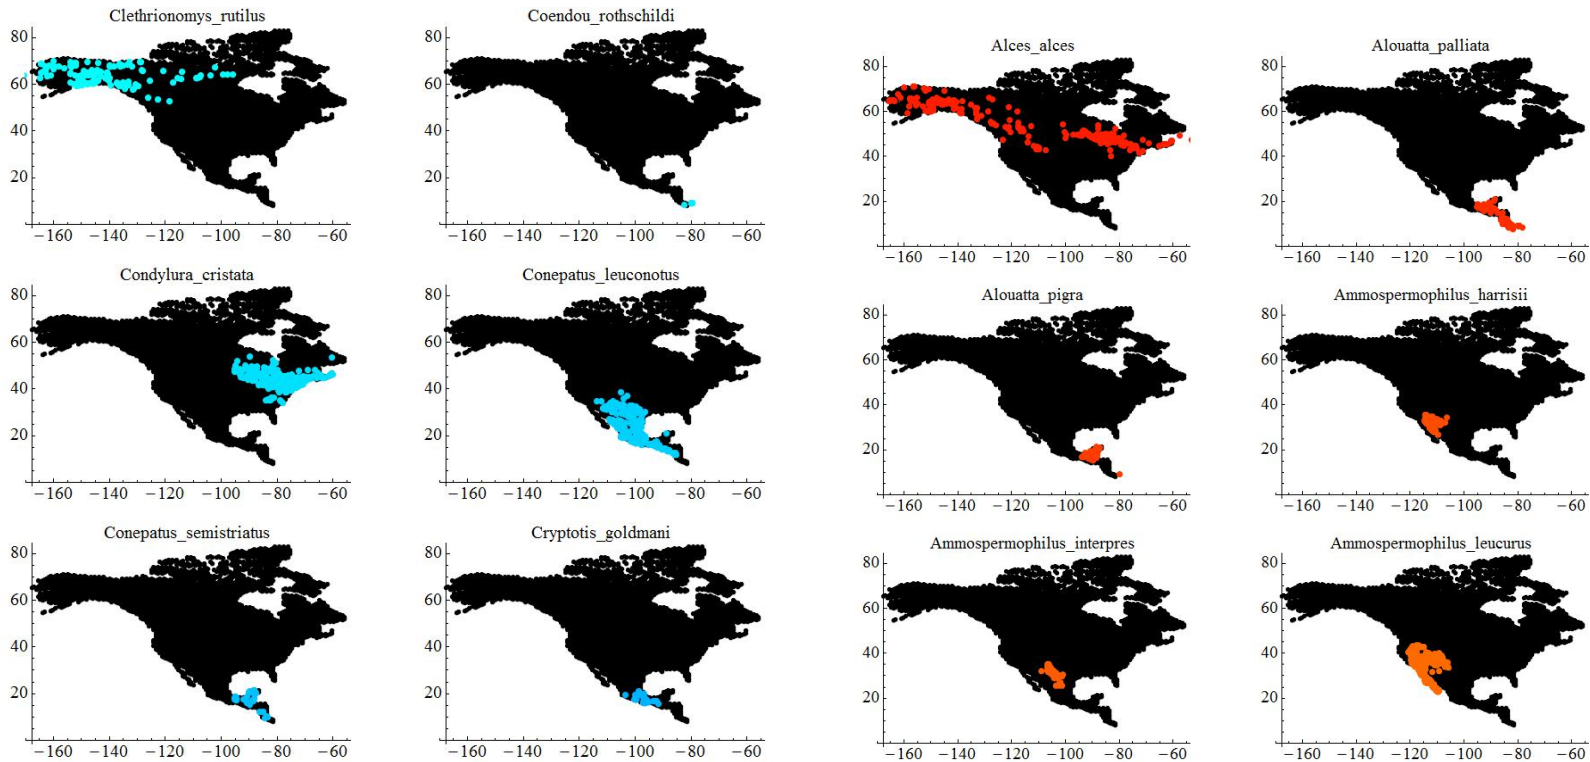 Clethrionomys_rutilus
80
60
40
20
−160 −140 −120 −100 −80 −60
Coendou_rothschildi
80
60
40
20
−160 −140 −120 −100 −80 −60
Alces_alces
80
60
40
20
−160 −140 −120 −100 −80 −60
Alouatta_palliata
80
60
40
20
−160 −140 −120 −100 −80 −60
Condylura_cristata
80
60
40
20
−160 −140 −120 −100 −80 −60
Conepatus_leuconotus
80
60
40
20
−160 −140 −120 −100 −80 −60
Alouatta_pigra
80
60
40
20
−160 −140 −120 −100 −80 −60
Ammospermophilus_harrisii
80
60
40
20
−160 −140 −120 −100 −80 −60
Conepatus_semistriatus
80
60
40
20
−160 −140 −120 −100 −80 −60
Cryptotis_goldmani
80
60
40
20
−160 −140 −120 −100 −80 −60
Ammospermophilus_interpres
80
60
40
20
−160 −140 −120 −100 −80 −60
Ammospermophilus_leucurus
80
60
40
20
−160 −140 −120 −100 −80 −60